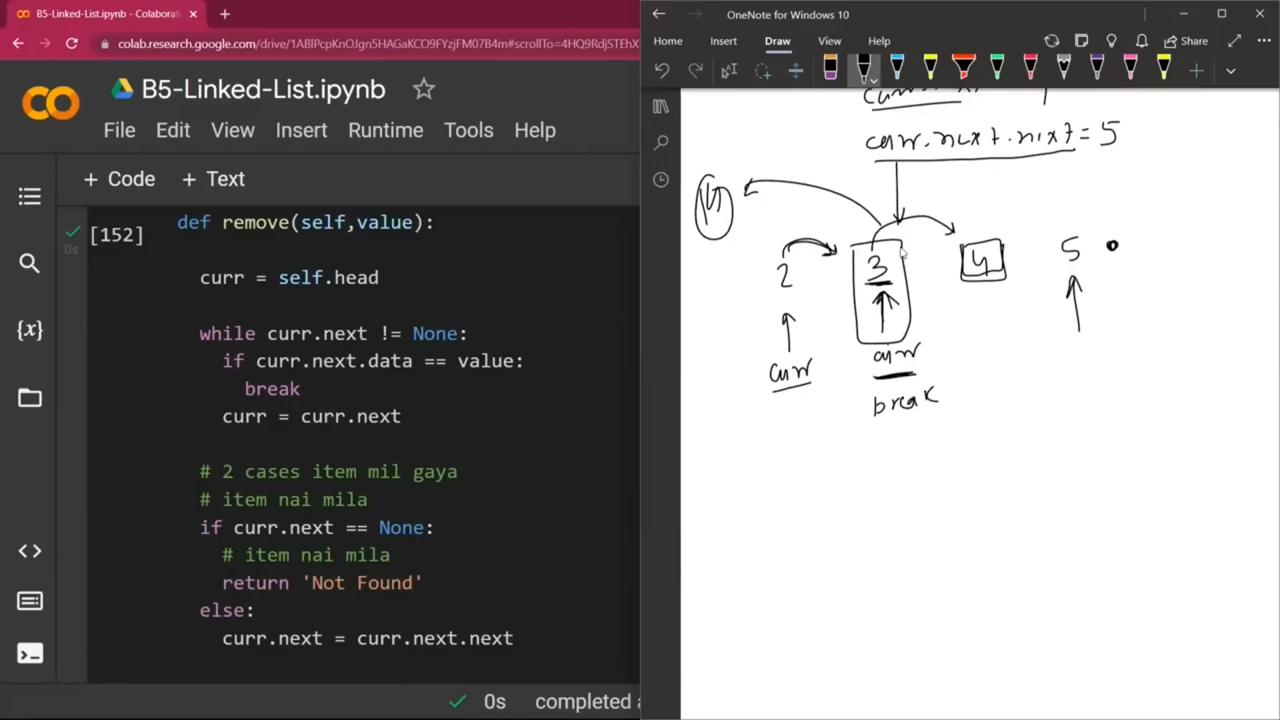 B5-Linked-List.ipynb - Colaborat
colab.research.google.com/drive/1ABlPcpKnOJgn5HAGaKCO9FYzjFM07B4m#scrollTo=4HQ9RdjSTEhX
B5-Linked-List.ipynb
File Edit View Insert Runtime Tools Help
+ Code + Text
[152]
0s
def remove(self,value):
curr = self.head
while curr.next != None:
if curr.next.data == value:
break
curr = curr.next
# 2 cases item mil gaya
# item nai mila
if curr.next == None:
# item nai mila
return 'Not Found'
else:
curr.next = curr.next.next
0s completed a
OneNote for Windows 10
Home Insert Draw View Help
Share
curr.next.next = 5
2 3 4 5
curr curr
break